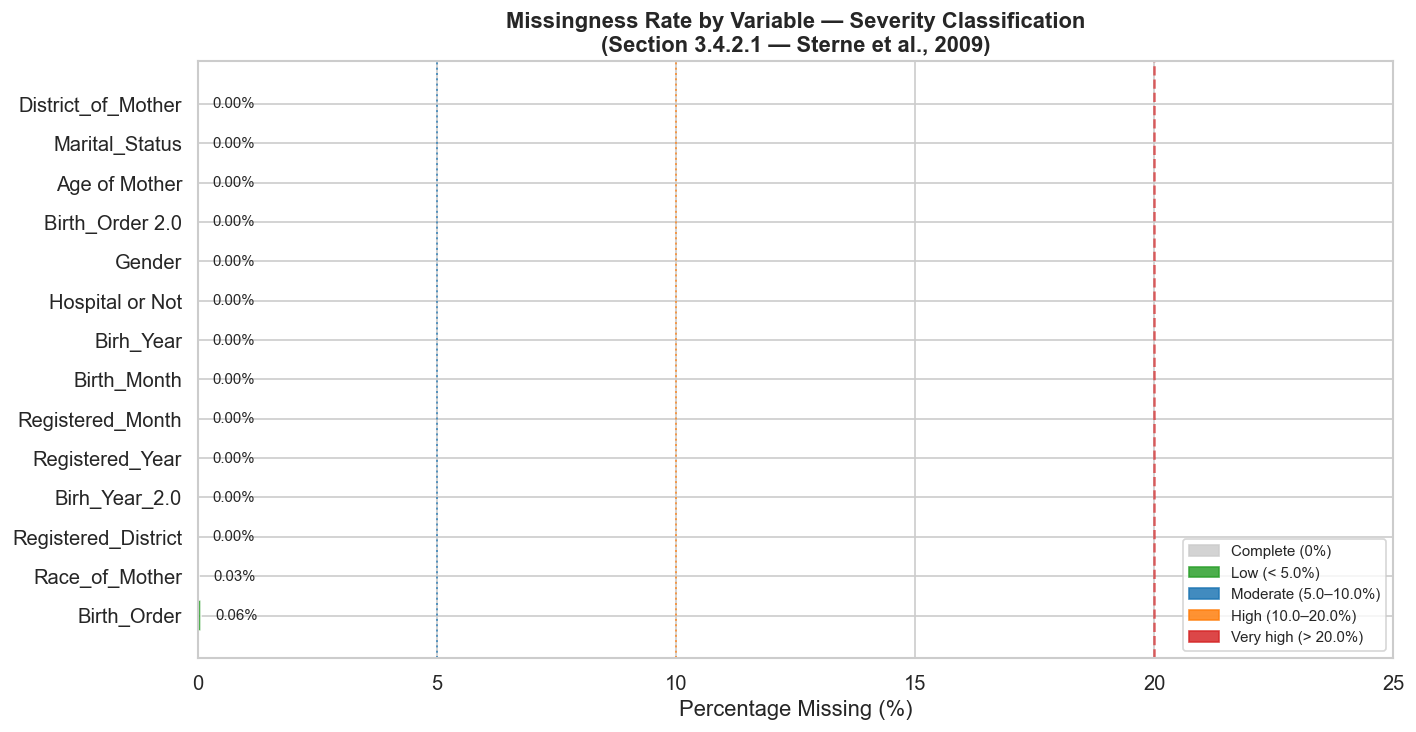 Missingness Rate by Variable — Severity Classification
(Section 3.4.2.1 — Sterne et al., 2009)
District_of_Mother 0.00%
Marital_Status 0.00%
Age of Mother 0.00%
Birth_Order 2.0 0.00%
Gender 0.00%
Hospital or Not 0.00%
Birh_Year 0.00%
Birth_Month 0.00%
Registered_Month 0.00%
Registered_Year 0.00%
Birh_Year_2.0 0.00%
Registered_District 0.00%
Race_of_Mother 0.03%
Birth_Order 0.06%
Complete (0%)
Low (< 5.0%)
Moderate (5.0–10.0%)
High (10.0–20.0%)
Very high (> 20.0%)
0 5 10 15 20 25
Percentage Missing (%)